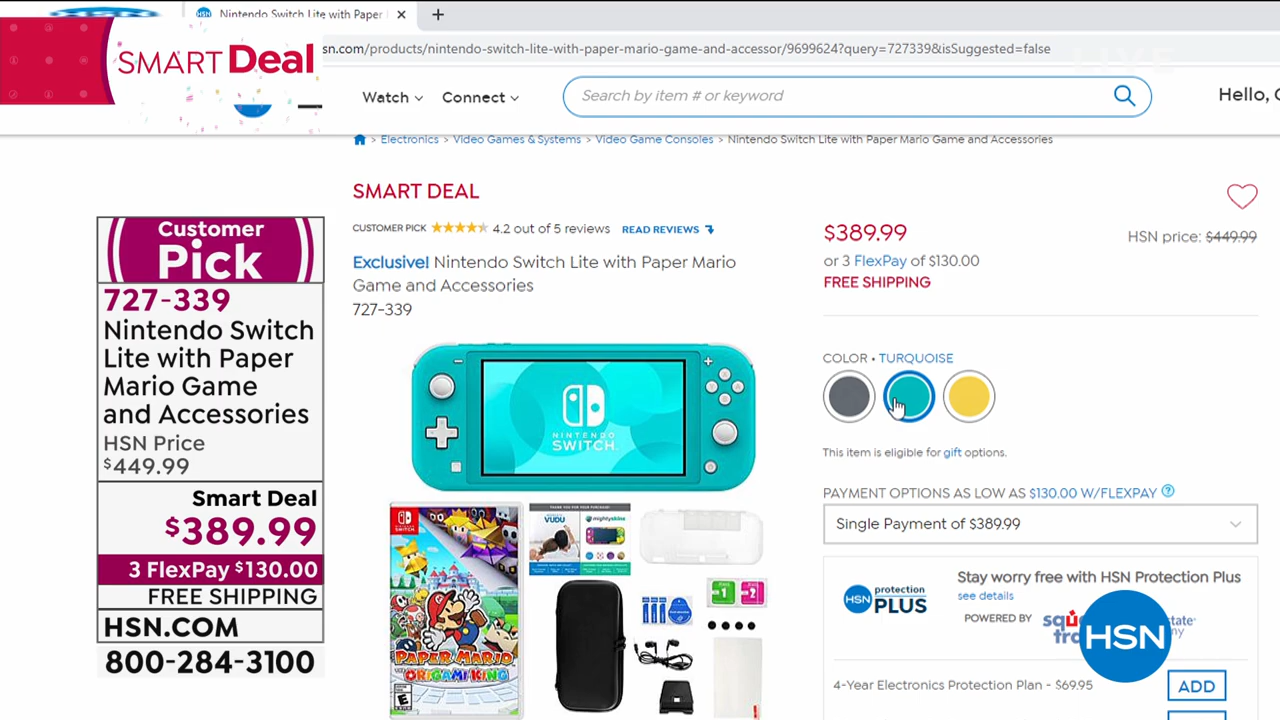 Nintendo Switch Lite with Paper
SMART Deal
sn.com/products/nintendo-switch-lite-with-paper-mario-game-and-accessor/9699624?query=727339&isSuggested=false
LIVE
Watch
Connect
Search by item # or keyword
Hello,
Electronics > Video Games & Systems > Video Game Consoles > Nintendo Switch Lite with Paper Mario Game and Accessories
SMART DEAL
CUSTOMER PICK 4.2 out of 5 reviews READ REVIEWS
Exclusive! Nintendo Switch Lite with Paper Mario
Game and Accessories
727-339
$389.99
HSN price: $449.99
or 3 FlexPay of $130.00
FREE SHIPPING
Customer
Pick
727-339
Nintendo Switch
Lite with Paper
Mario Game
and Accessories
HSN Price
$449.99
Smart Deal
$389.99
3 FlexPay $130.00
FREE SHIPPING
HSN.COM
800-284-3100
NINTENDO
SWITCH
COLOR • TURQUOISE
This item is eligible for gift options.
PAYMENT OPTIONS AS LOW AS $130.00 W/FLEXPAY
Single Payment of $389.99
THANK YOU FOR YOUR PURCHASE
VUDU
mightyskins
PAPER MARIO
THE ORIGAMI KING
E
HSN
protection
PLUS
Stay worry free with HSN Protection Plus
see details
POWERED BY
HSN
4-Year Electronics Protection Plan - $69.95
ADD